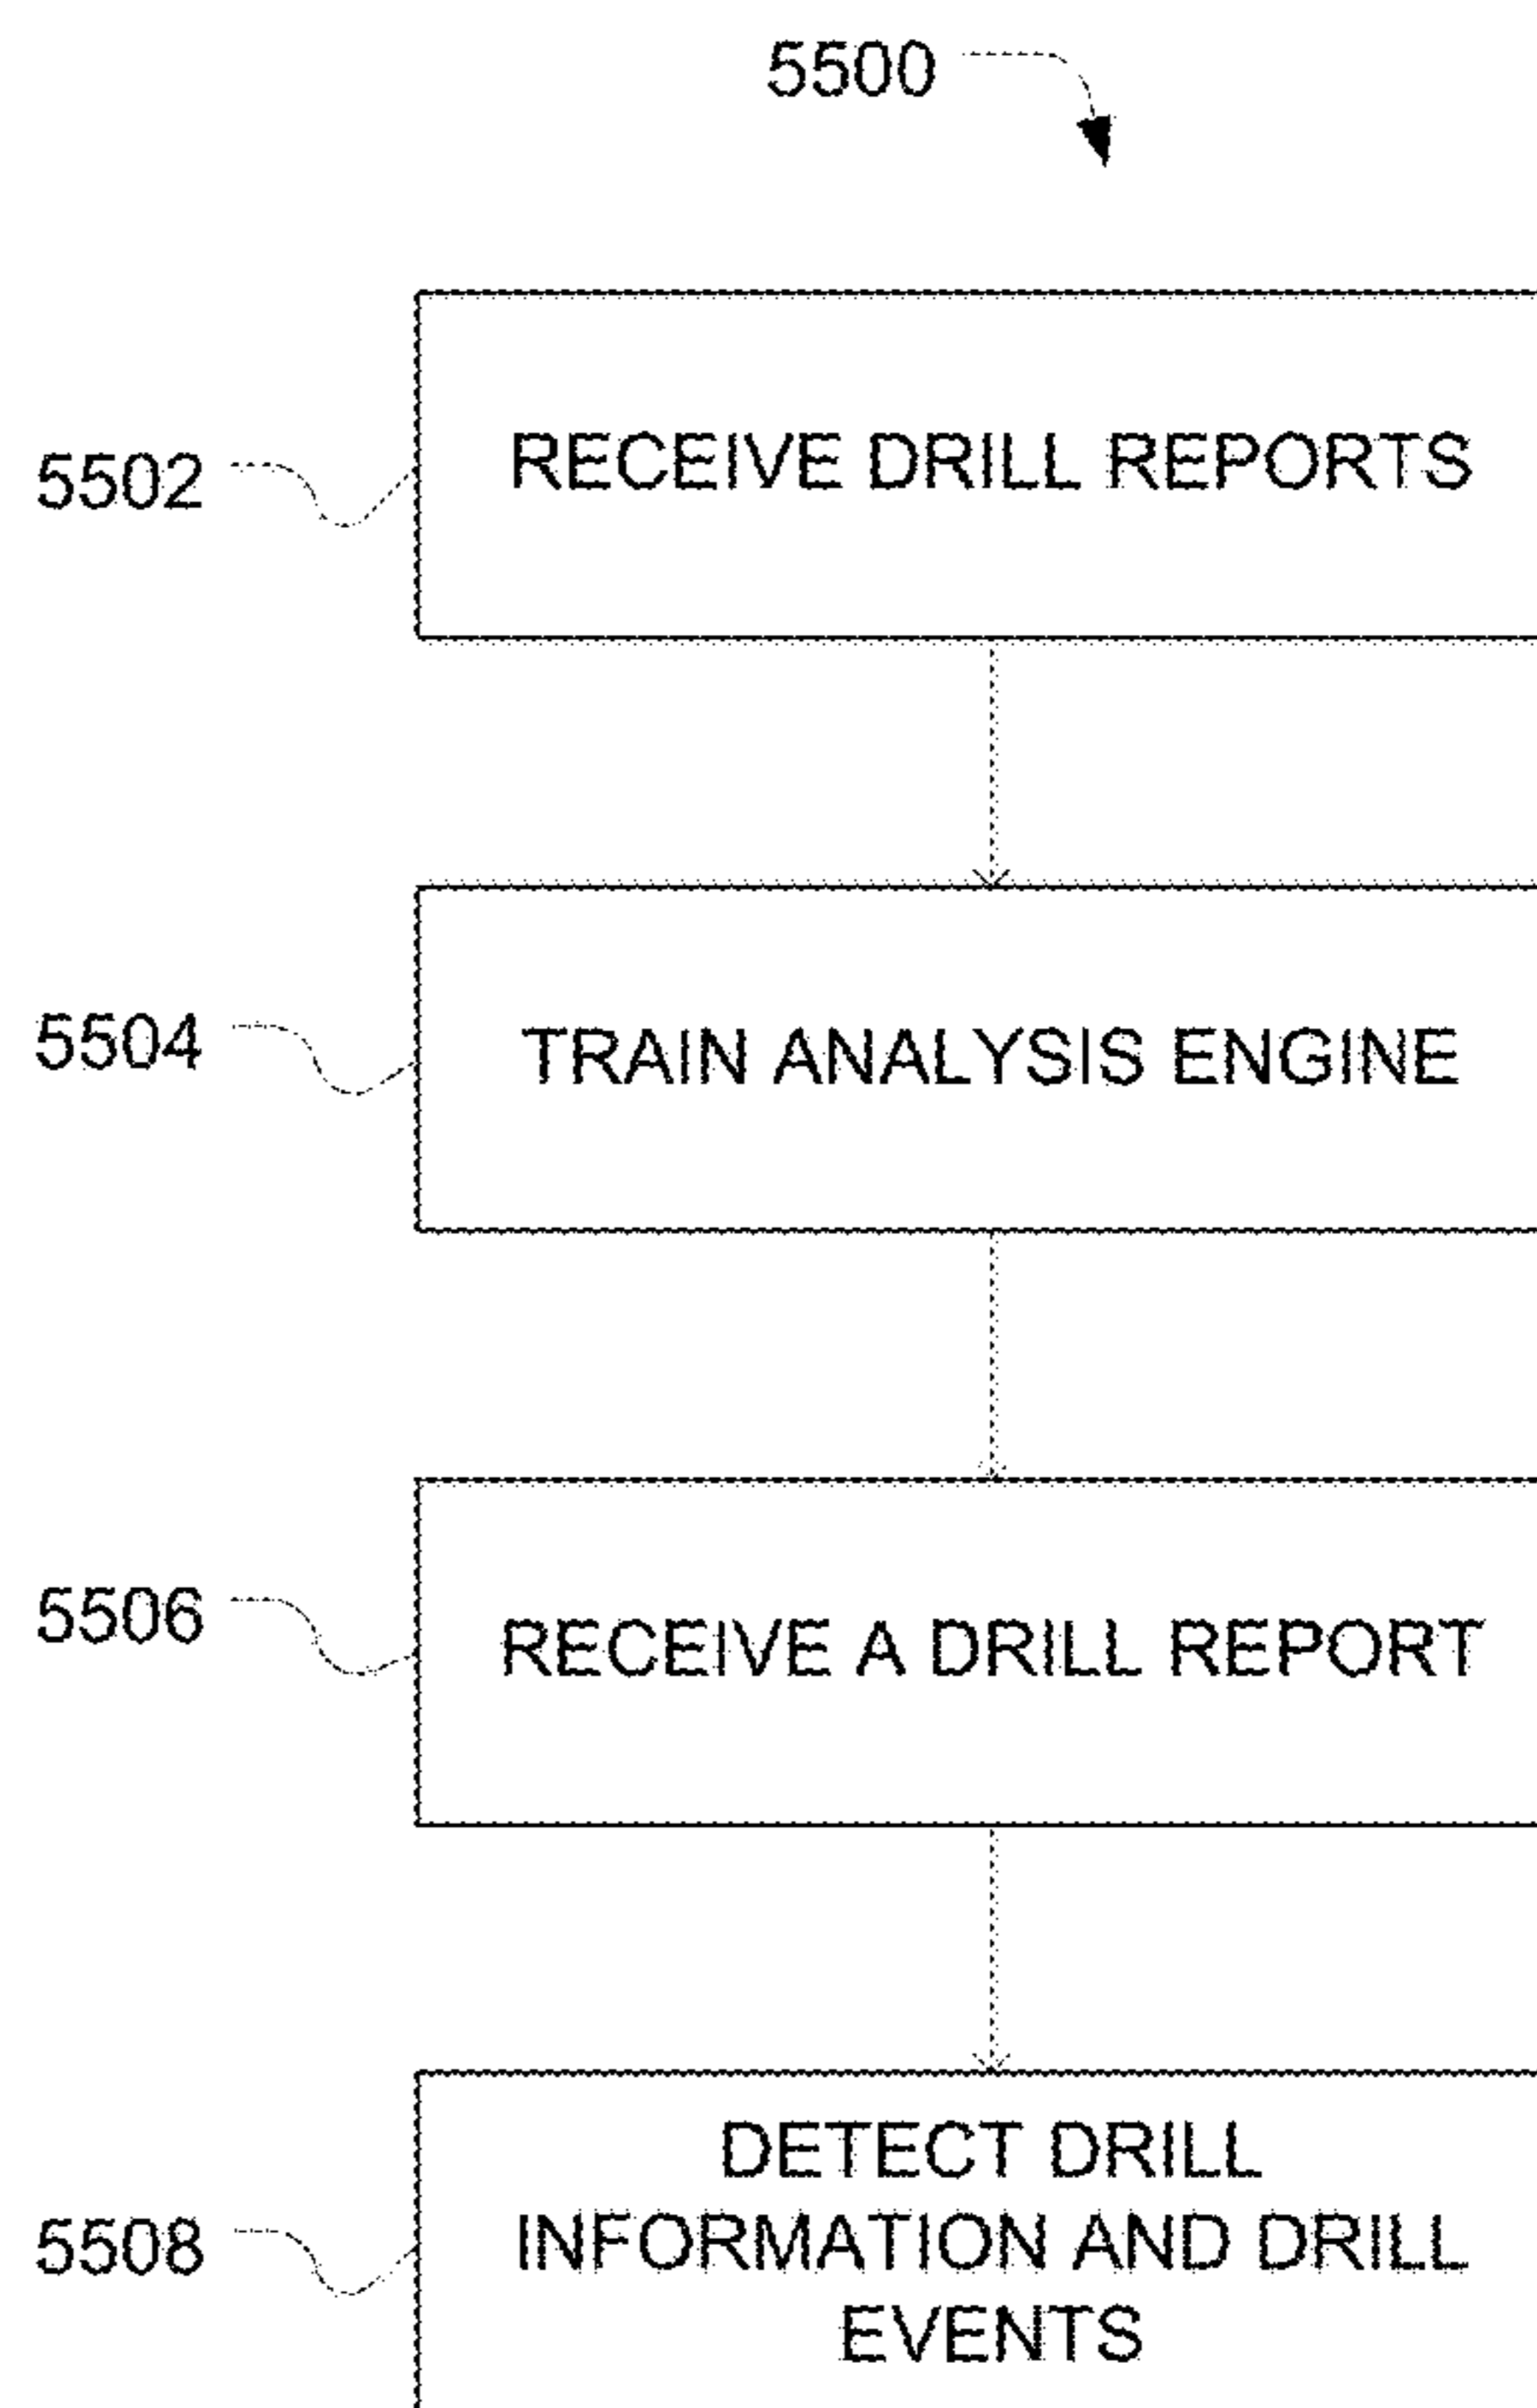 5500
5502
RECEIVE DRILL REPORTS
5504
TRAIN ANALYSIS ENGINE
5506
RECEIVE A DRILL REPORT
5508
DETECT DRILL
INFORMATION AND DRILL
EVENTS